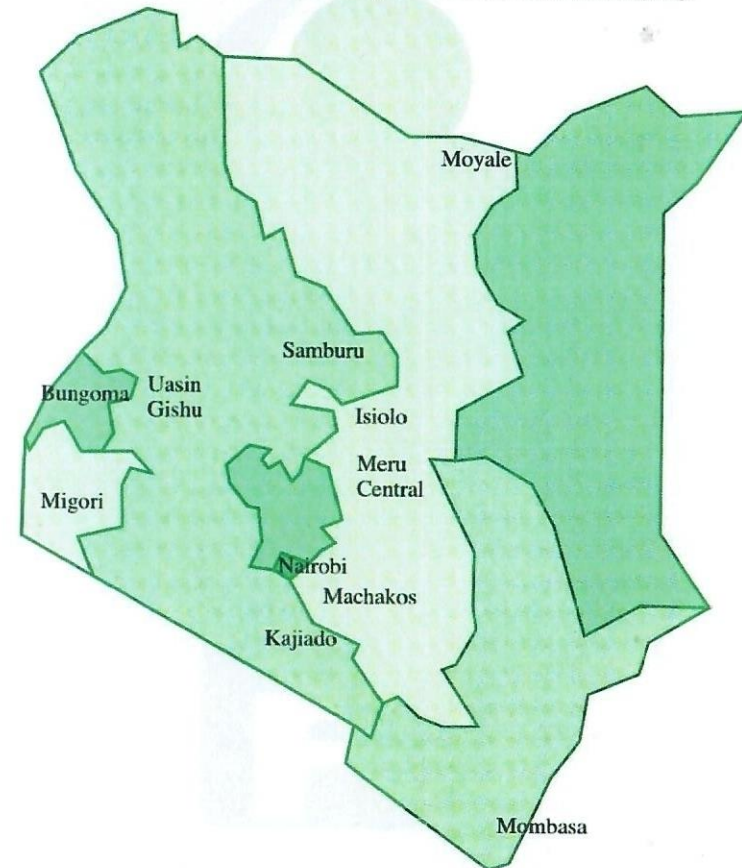 Moyale
Samburu
Bungoma
Uasin
Gishu
Isiolo
Meru
Central
Migori
Nairobi
Machakos
Kajiado
Mombasa